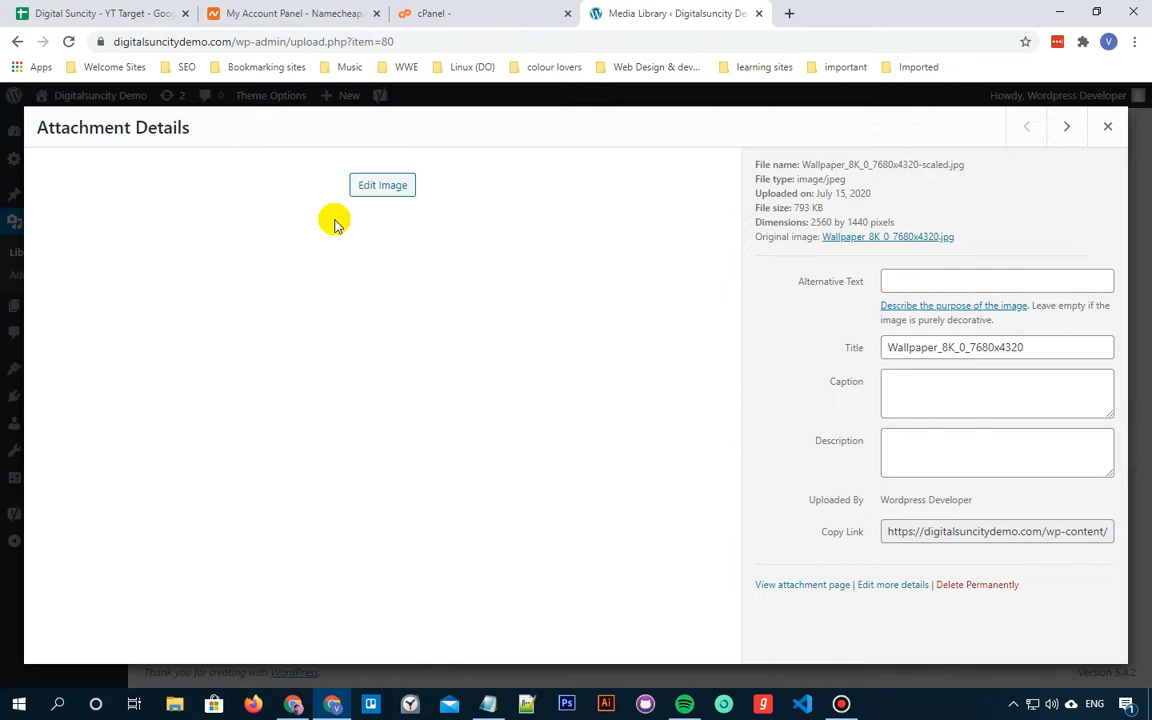 Digital Suncity - YT Target - Goog
My Account Panel - Namecheap.
cPanel -
Media Library ‹ Digitalsuncity De
digitalsuncitydemo.com/wp-admin/upload.php?item=80
V
Apps
Welcome Sites
SEO
Bookmarking sites
Music
WWE
Linux (DO)
colour lovers
Web Design & dev...
learning sites
important
Imported
Digitalsuncity Demo
2
0
Theme Options
New
Howdy, Wordpress Developer
Attachment Details
Edit Image
File name: Wallpaper_8K_0_7680x4320-scaled.jpg
File type: image/jpeg
Uploaded on: July 15, 2020
File size: 793 KB
Dimensions: 2560 by 1440 pixels
Original image: Wallpaper_8K_0_7680x4320.jpg
Alternative Text
Describe the purpose of the image. Leave empty if the
image is purely decorative.
Title
Wallpaper_8K_0_7680x4320
Caption
Description
Uploaded By
Wordpress Developer
Copy Link
https://digitalsuncitydemo.com/wp-content/
View attachment page | Edit more details | Delete Permanently
Lib
Ad
Thank you for creating with WordPress.
Version 5.4.2
Ps
Ai
g
ENG
1